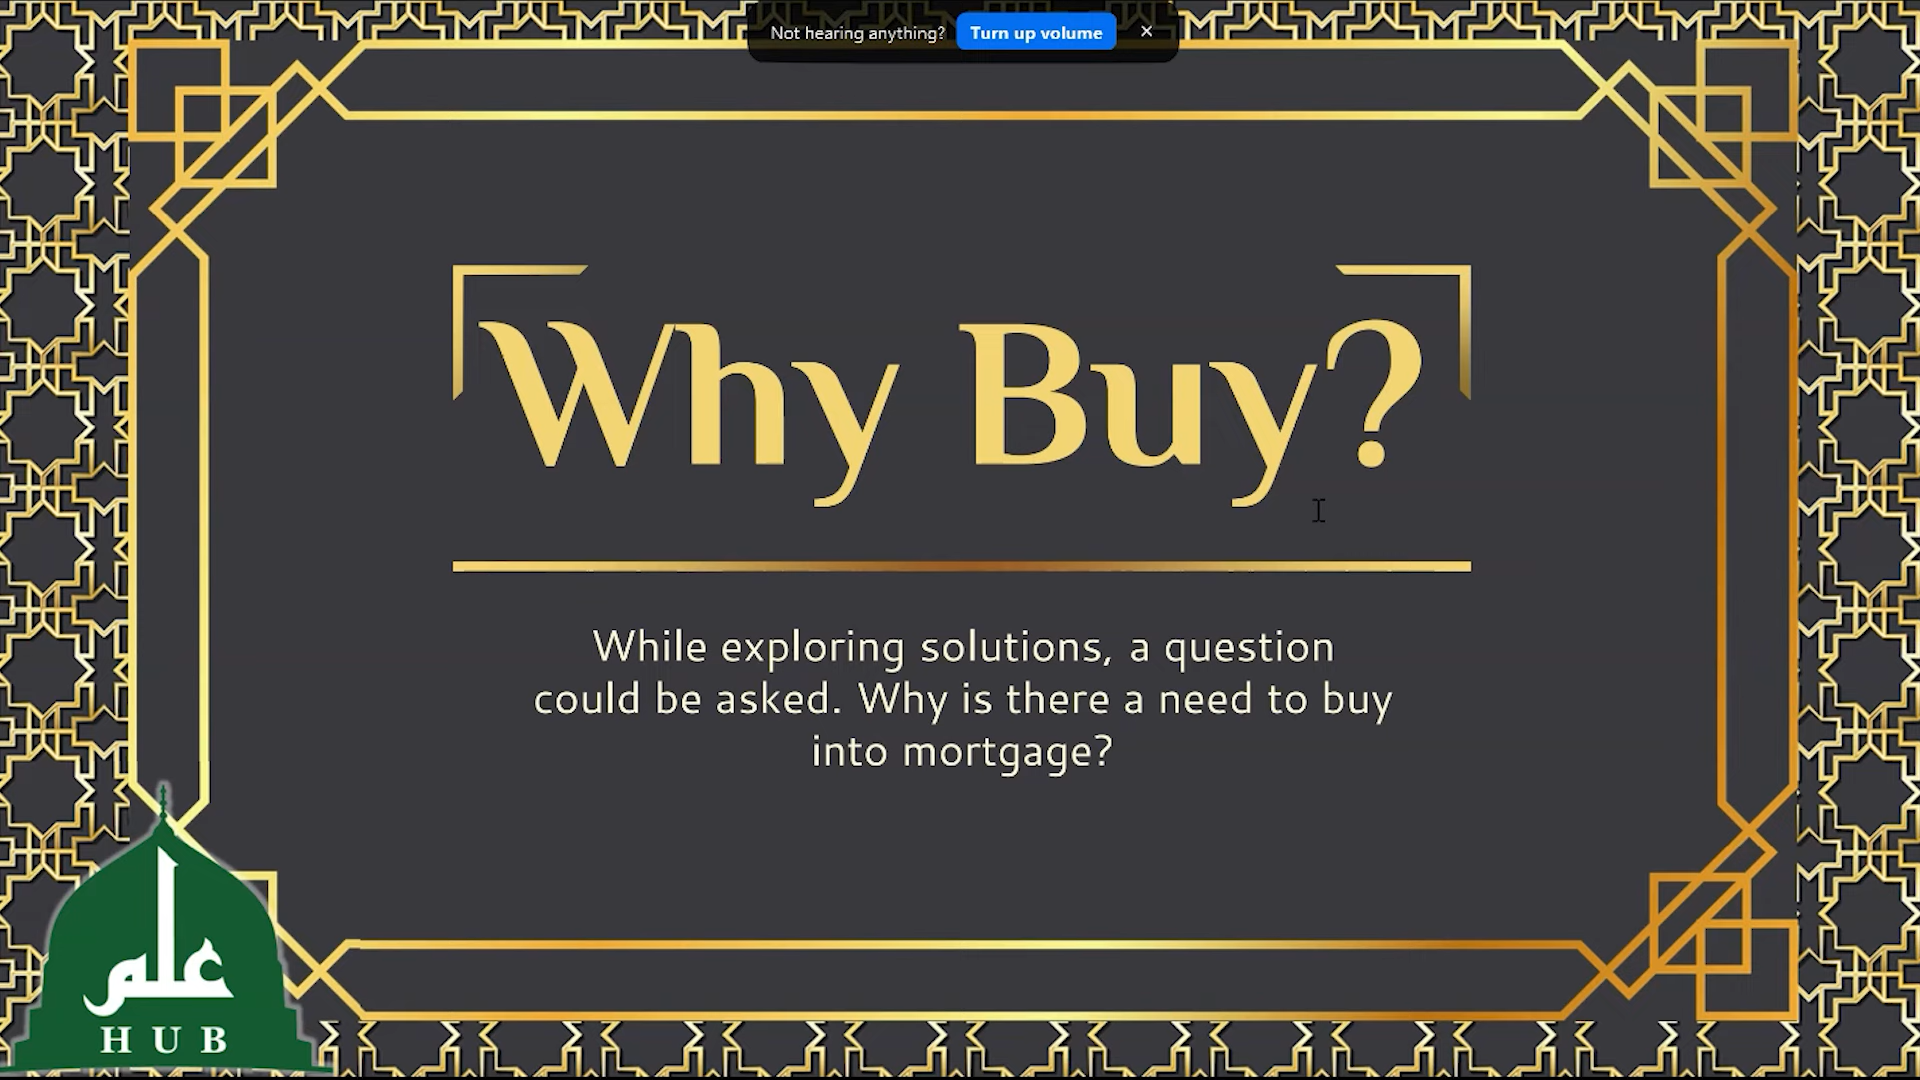 Not hearing anything? Turn up volume ×
Why Buy?
While exploring solutions, a question
could be asked. Why is there a need to buy
into mortgage?
علم
HUB